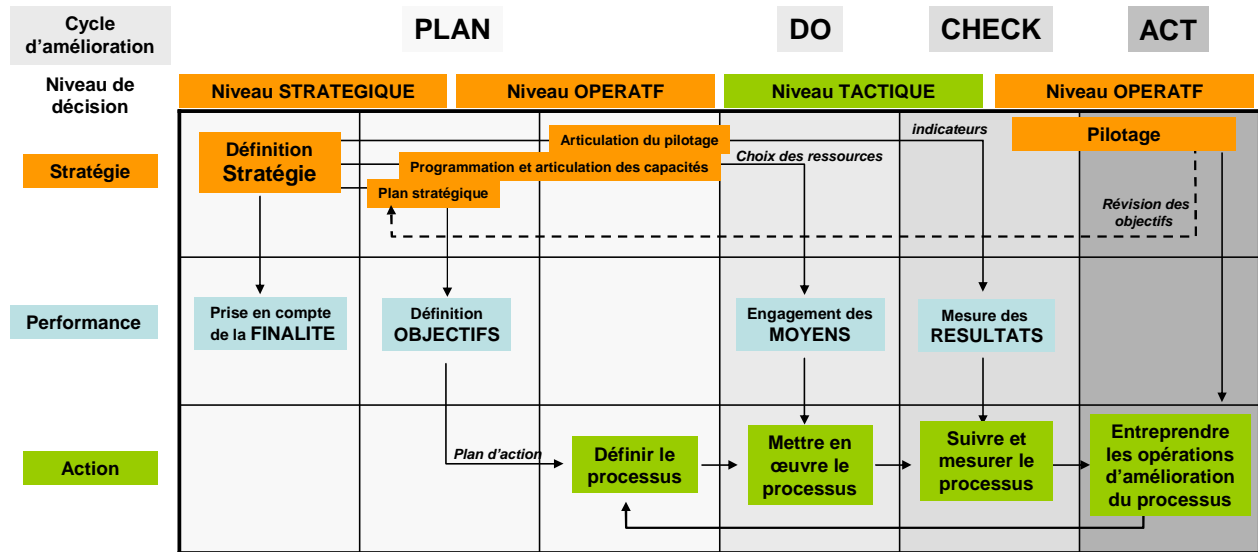 Cycle
d'amélioration
PLAN
DO
CHECK
ACT
Niveau de
décision
Niveau STRATEGIQUE
Niveau OPERATF
Niveau TACTIQUE
Niveau OPERATF
Stratégie
Définition
Stratégie
Articulation du pilotage
indicateurs
Pilotage
Programmation et articulation des capacités
Choix des ressources
Plan stratégique
Révision des
objectifs
Performance
Prise en compte
de la FINALITE
Définition
OBJECTIFS
Engagement des
MOYENS
Mesure des
RESULTATS
Action
Plan d'action
Définir le
processus
Mettre en
œuvre le
processus
Suivre et
mesurer le
processus
Entreprendre
les opérations
d'amélioration
du processus